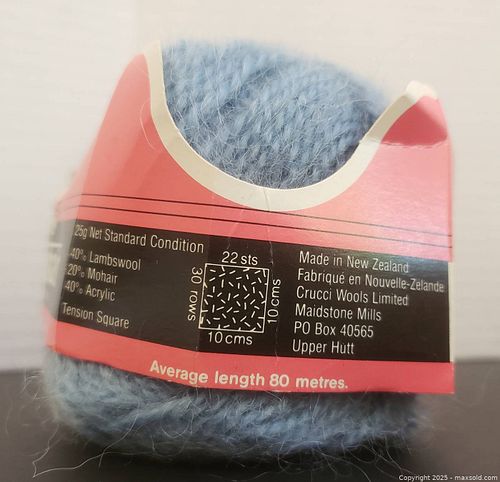 25g Net Standard Condition
40% Lambswool
20% Mohair
40% Acrylic
Tension Square
22 sts
30 rows
10 cms
10 cms
Made in New Zealand
Fabriqué en Nouvelle-Zelande
Crucci Wools Limited
Maidstone Mills
PO Box 40565
Upper Hutt
Average length 80 metres.
Copyright © 2025 - maxsold.com